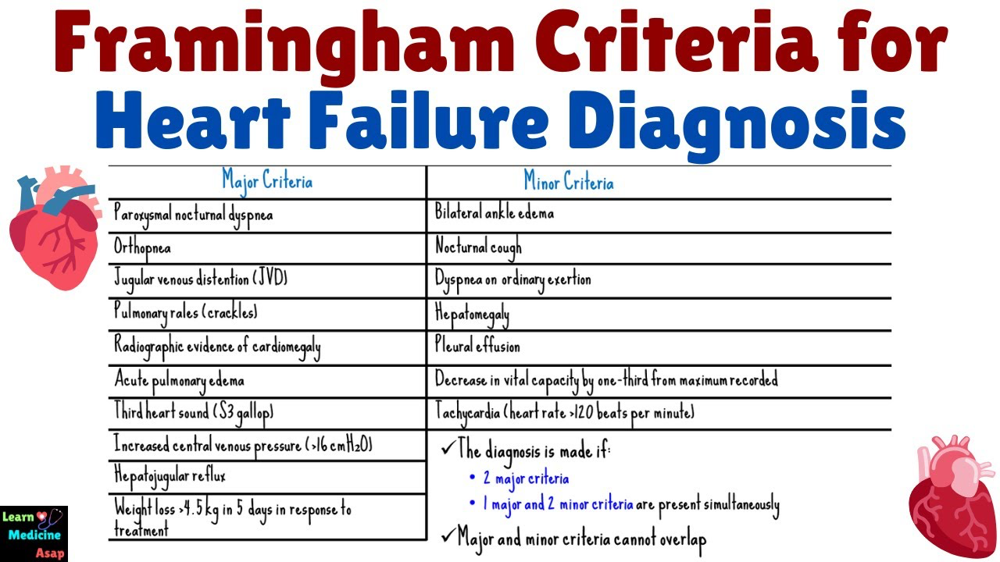 Framingham Criteria for
Heart Failure Diagnosis
Major Criteria
Minor Criteria
Paroxysmal nocturnal dyspnea
Bilateral ankle edema
Orthopnea
Nocturnal cough
Jugular venous distention (JVD)
Dyspnea on ordinary exertion
Pulmonary rales (crackles)
Hepatomegaly
Radiographic evidence of cardiomegaly
Pleural effusion
Acute pulmonary edema
Decrease in vital capacity by one-third from maximum recorded
Third heart sound (S3 gallop)
Tachycardia (heart rate >120 beats per minute)
Increased central venous pressure (>16 cmH₂O)
Hepatojugular reflux
Weight loss >4.5 kg in 5 days in response to
treatment
✓The diagnosis is made if:
• 2 major criteria
• 1 major and 2 minor criteria are present simultaneously
✓Major and minor criteria cannot overlap
Learn
Medicine
Asap